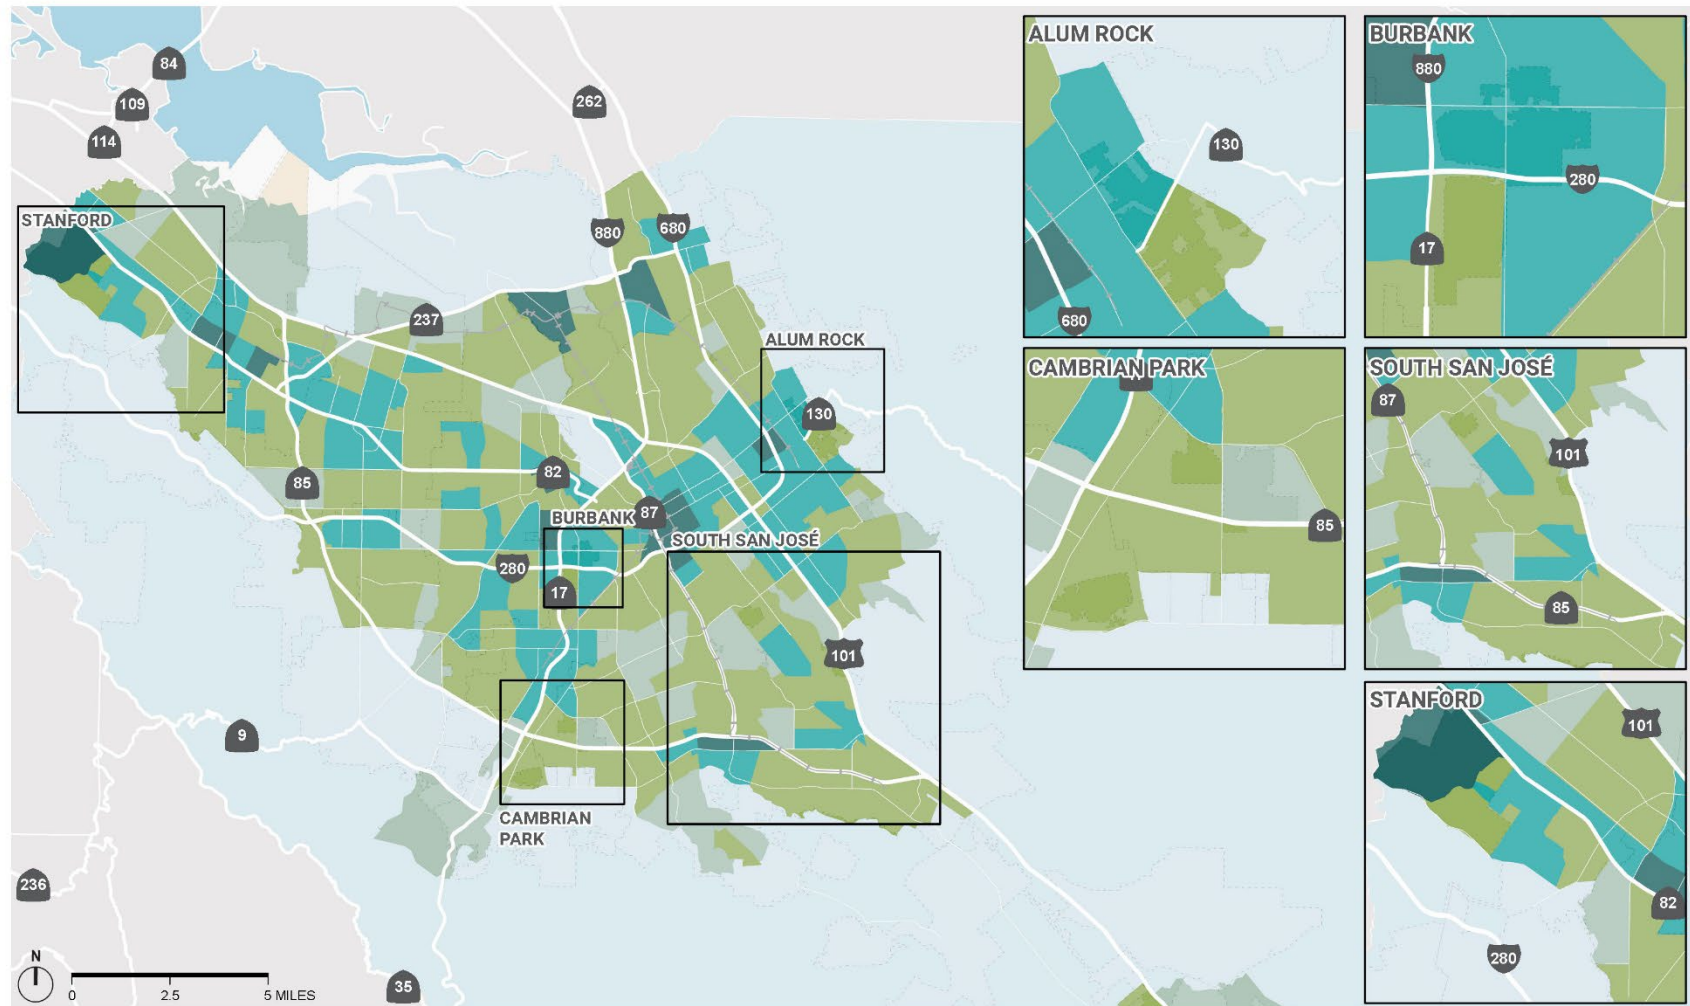 84
109
114
262
STANFORD
880
680
237
ALUM ROCK
130
82
85
87
BURBANK
SOUTH SAN JOSÉ
280
17
101
9
CAMBRIAN
PARK
236
35
N
0 2.5 5 MILES
ALUM ROCK
130
680
BURBANK
880
280
17
CAMBRIAN PARK
85
SOUTH SAN JOSÉ
87
101
85
STANFORD
101
82
280